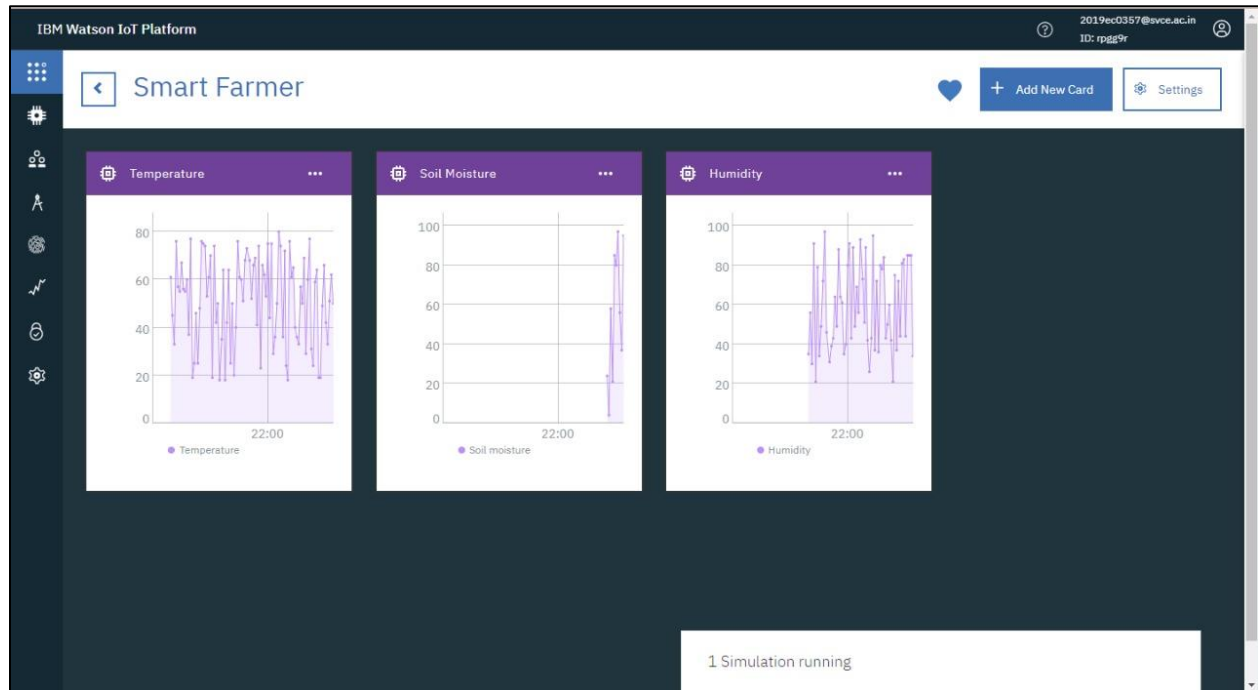 IBM Watson IoT Platform
2019ec0357@svce.ac.in
ID: rpgg9r
Smart Farmer
+ Add New Card
Settings
Temperature
80
60
40
20
0
22:00
Temperature
Soil Moisture
100
80
60
40
20
0
22:00
Soil moisture
Humidity
100
80
60
40
20
0
22:00
Humidity
1 Simulation running